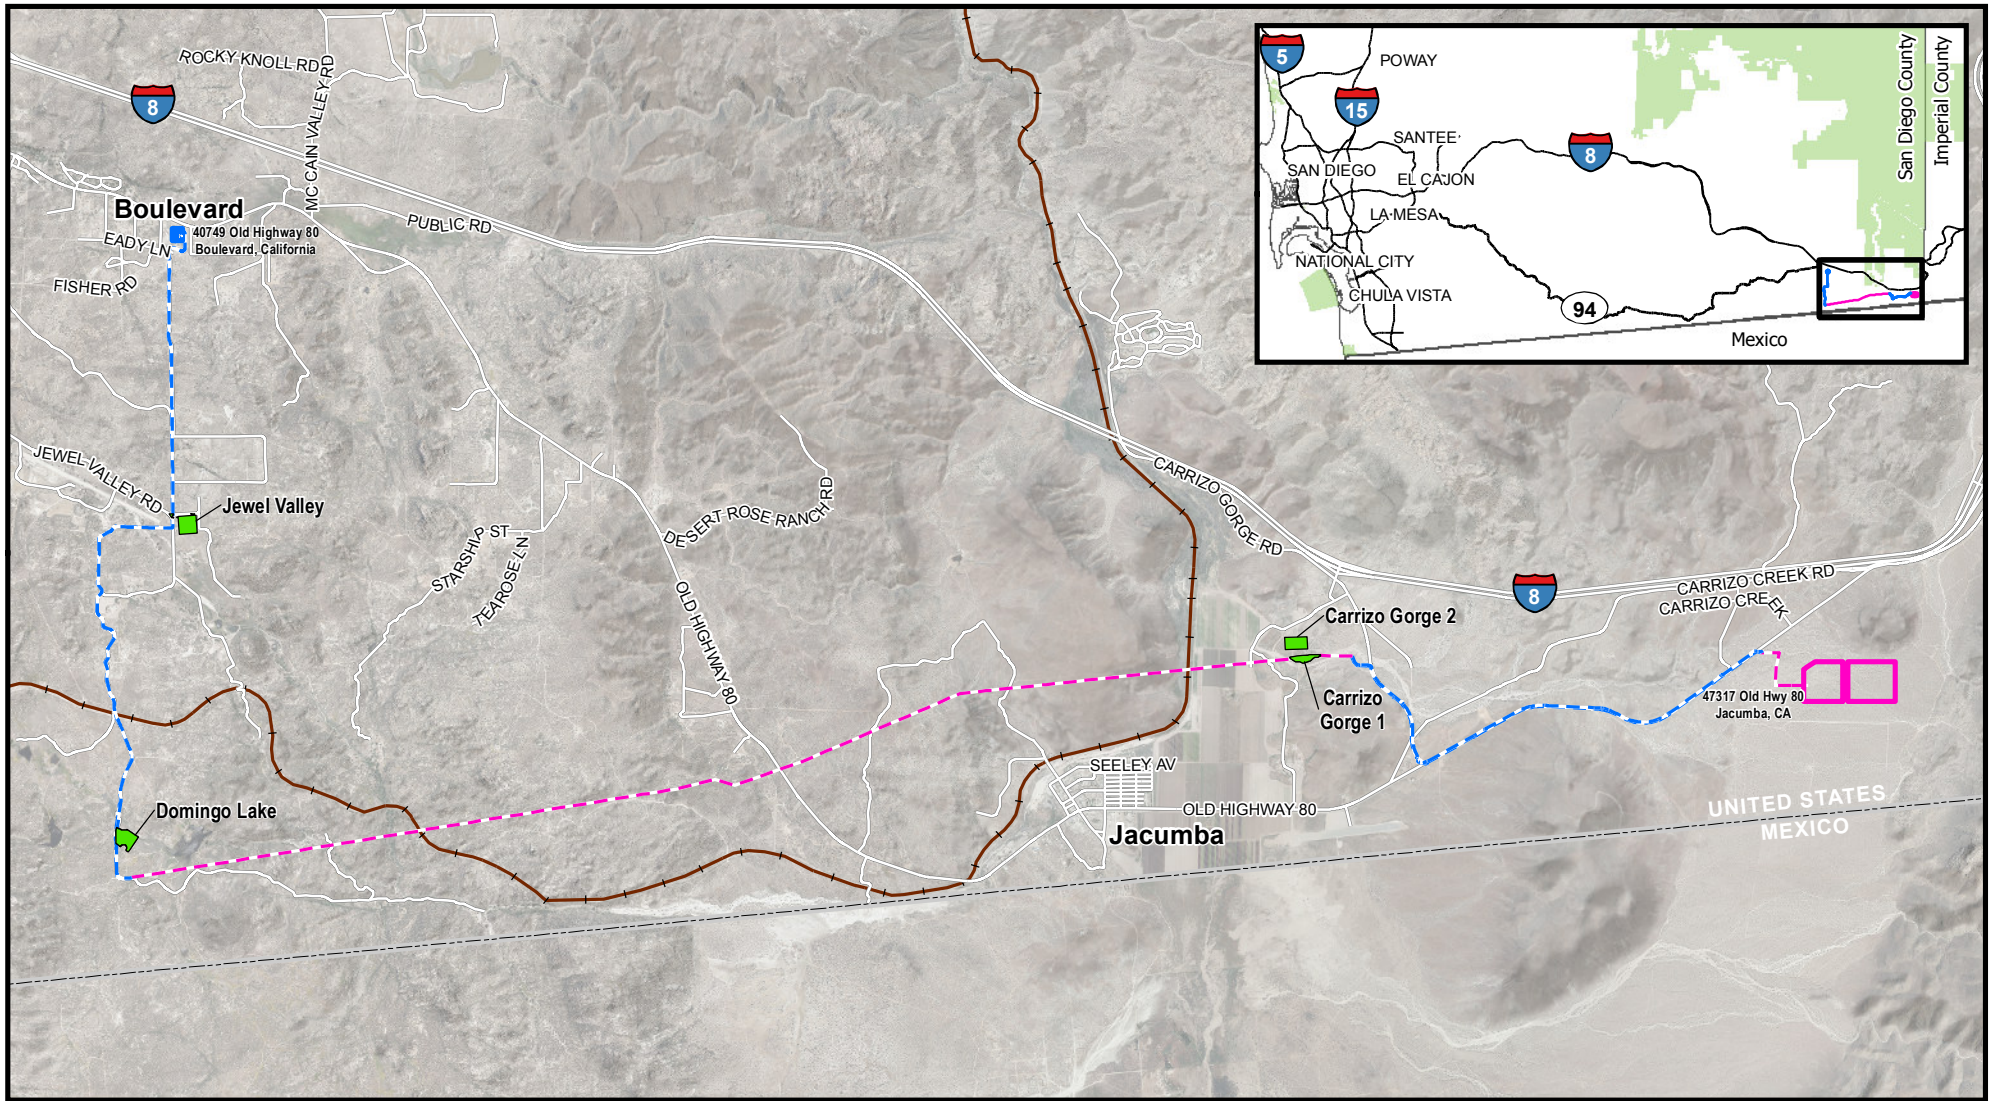 ROCKY KNOLL RD
8
MC CAIN VALLEY RD
Boulevard
40749 Old Highway 80
Boulevard, California
EADY LN
FISHER RD
PUBLIC RD
JEWEL VALLEY RD
Jewel Valley
STARSHIP ST
TEAROSE LN
DESERT ROSE RANCH RD
OLD HIGHWAY 80
CARRIZO GORGE RD
8
CARRIZO CREEK RD
CARRIZO CREEK
Carrizo Gorge 2
Carrizo
Gorge 1
47317 Old Hwy 80
Jacumba, CA
SEELEY AV
OLD HIGHWAY 80
Jacumba
Domingo Lake
UNITED STATES
MEXICO
5
POWAY
15
SANTEE
8
SAN DIEGO
EL CAJON
LA MESA
NATIONAL CITY
CHULA VISTA
94
Mexico
San Diego County
Imperial County